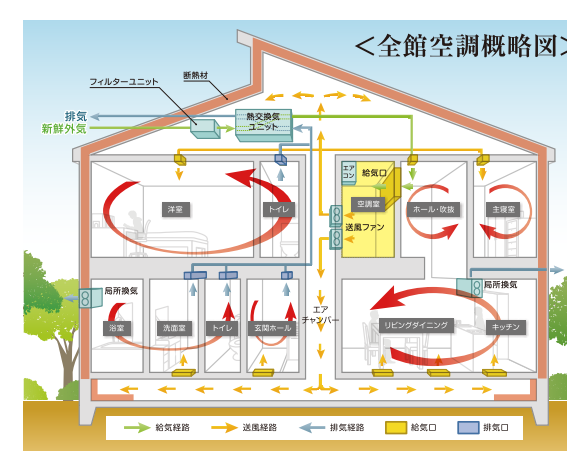 ＜全館空調概略図＞
断熱材
フィルターユニット
排気
新鮮外気
熱交換気
ユニット
エア
コン
給気口
洋室
トイレ
空調室
ホール・吹抜
主寝室
送風ファン
局所換気
局所換気
エア
チャンバー
浴室
洗面室
トイレ
玄関ホール
リビングダイニング
キッチン
給気経路
送風経路
排気経路
給気口
排気口